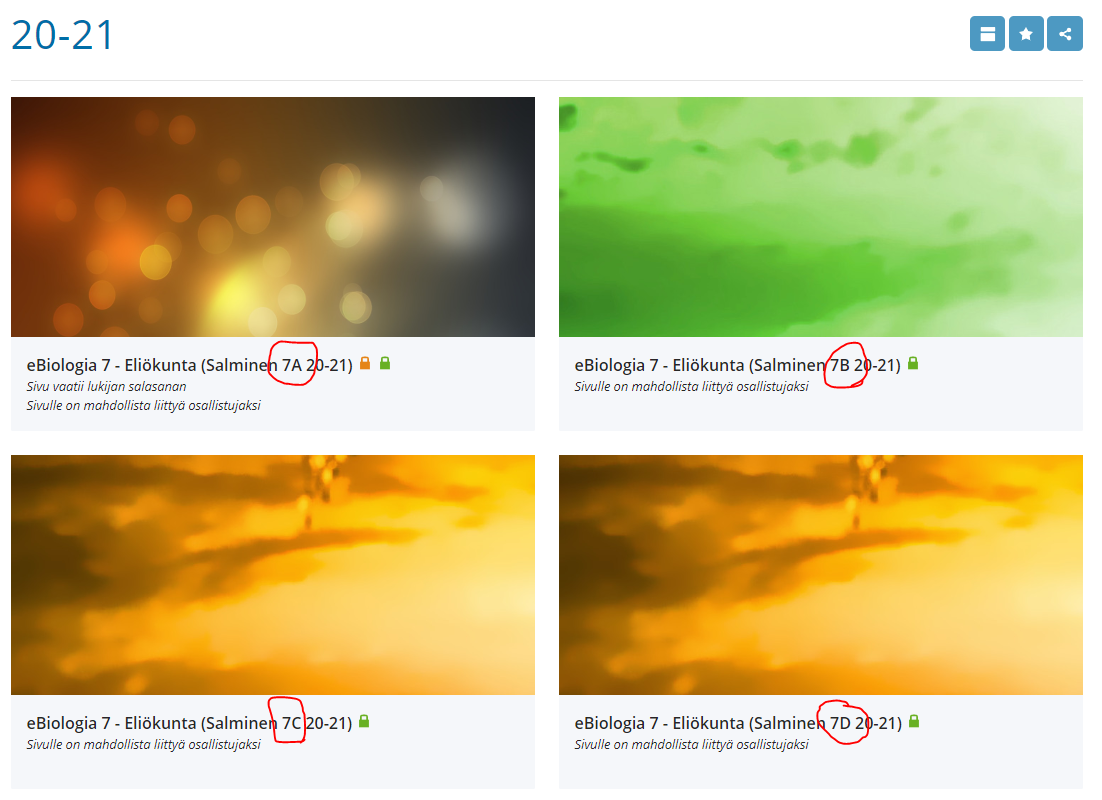 20-21
eBiologia 7 - Eliökunta (Salminen 7A 20-21)
Sivu vaatii lukijan salasanan
Sivulle on mahdollista liittyä osallistujaksi
eBiologia 7 - Eliökunta (Salminen 7B 20-21)
Sivulle on mahdollista liittyä osallistujaksi
eBiologia 7 - Eliökunta (Salminen 7C 20-21)
Sivulle on mahdollista liittyä osallistujaksi
eBiologia 7 - Eliökunta (Salminen 7D 20-21)
Sivulle on mahdollista liittyä osallistujaksi